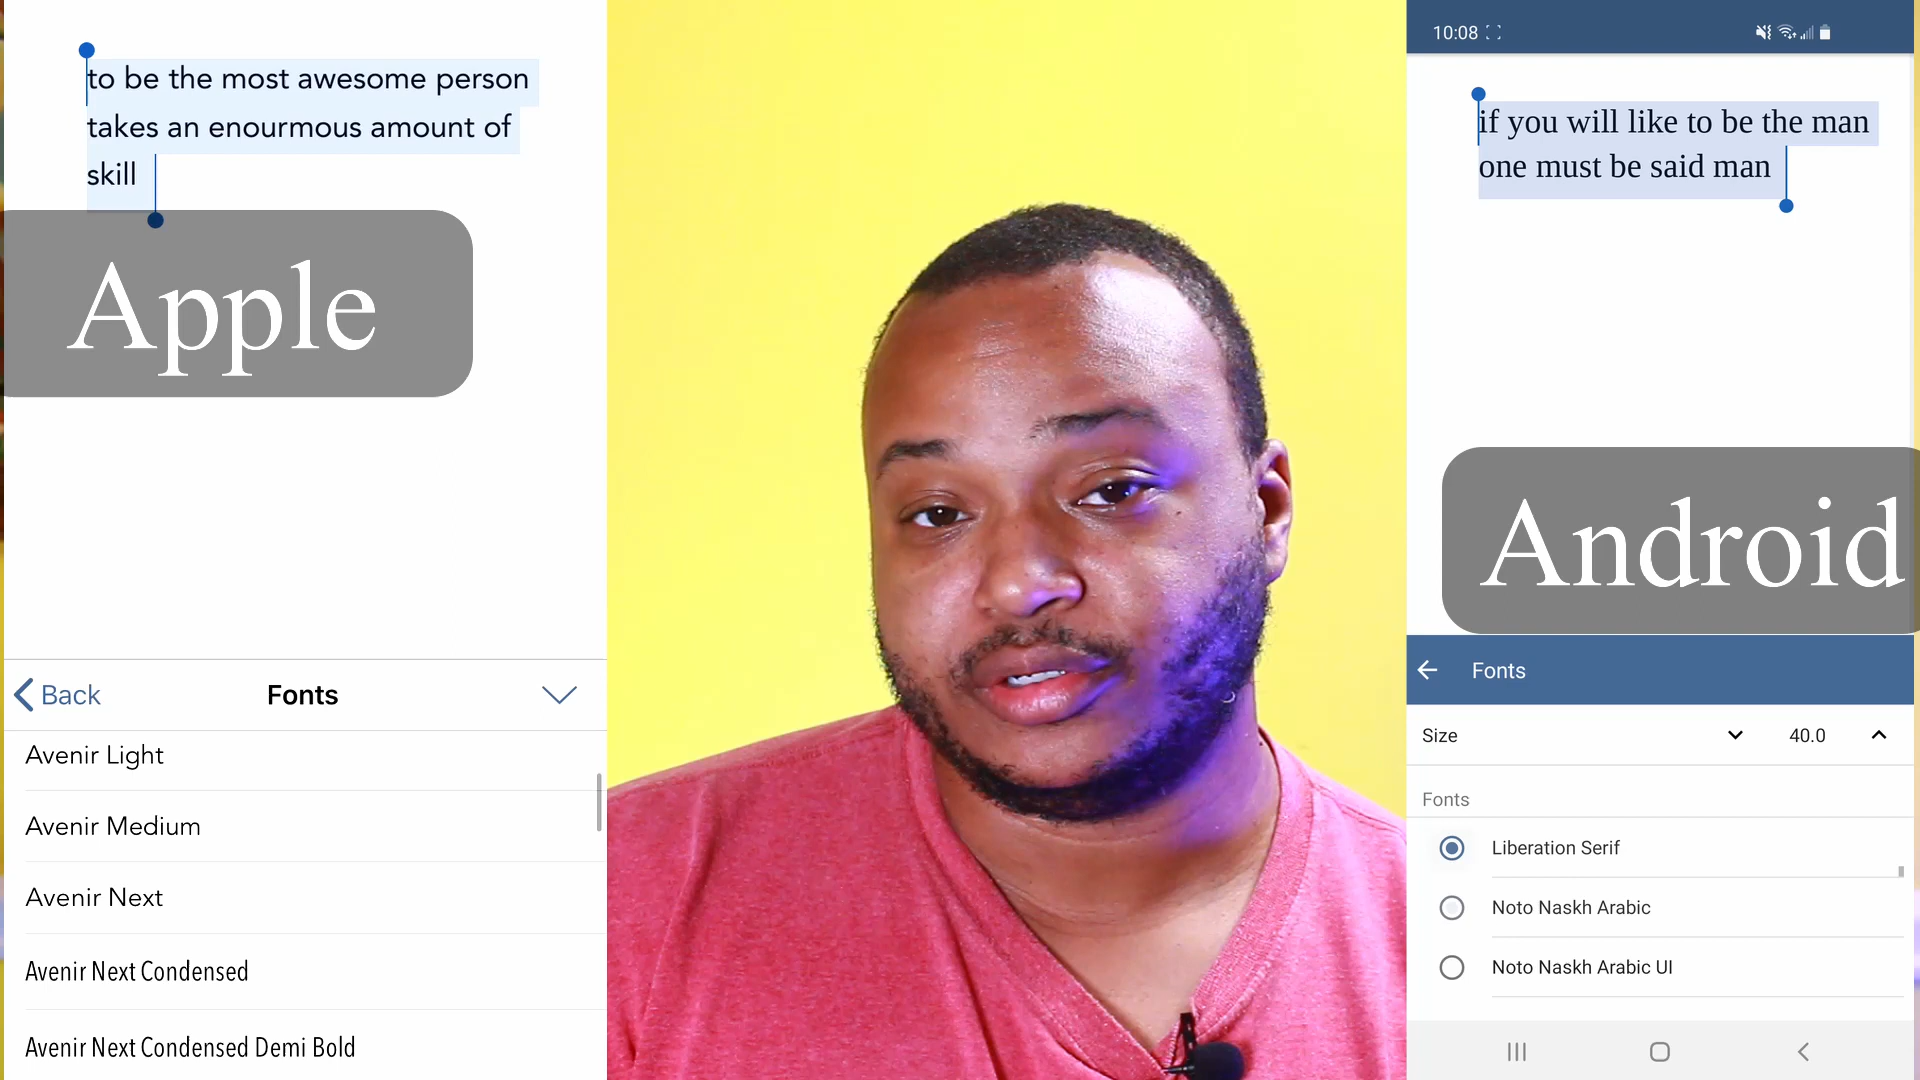 to be the most awesome person
takes an enourmous amount of
skill
Apple
Back
Fonts
Avenir Light
Avenir Medium
Avenir Next
Avenir Next Condensed
Avenir Next Condensed Demi Bold
10:08
if you will like to be the man
one must be said man
Android
Fonts
Size
40.0
Fonts
Liberation Serif
Noto Naskh Arabic
Noto Naskh Arabic UI